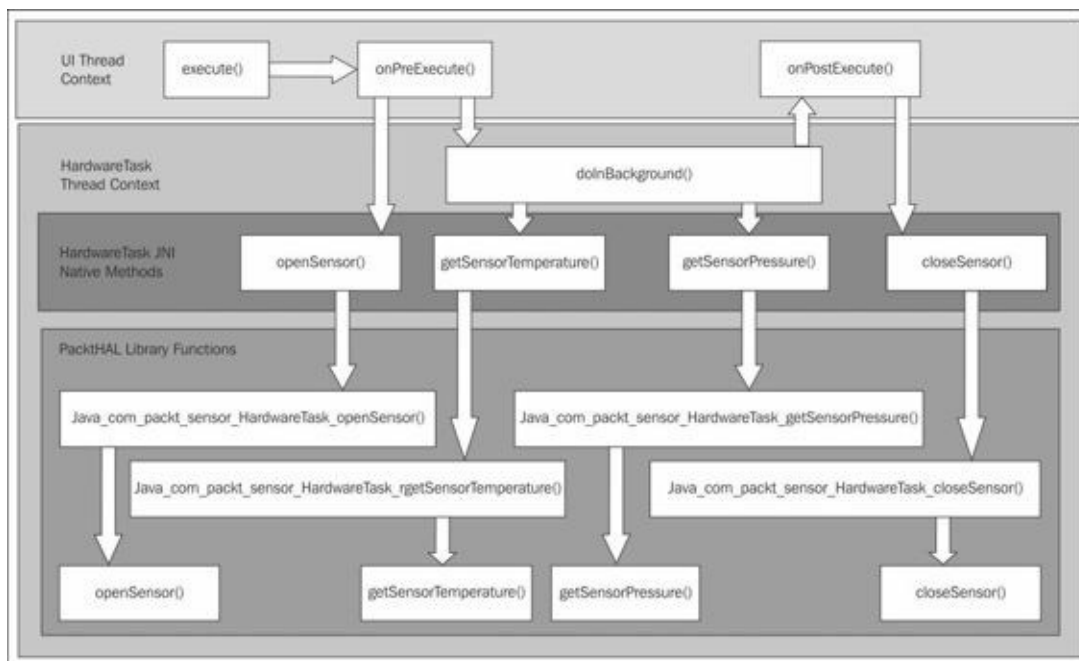 UI Thread
Context
execute()
onPreExecute()
onPostExecute()
HardwareTask
Thread Context
doInBackground()
HardwareTask JNI
Native Methods
openSensor()
getSensorTemperature()
getSensorPressure()
closeSensor()
PacktHAL Library Functions
Java_com_packt_sensor_HardwareTask_openSensor()
Java_com_packt_sensor_HardwareTask_getSensorPressure()
Java_com_packt_sensor_HardwareTask_rgetSensorTemperature()
Java_com_packt_sensor_HardwareTask_closeSensor()
openSensor()
getSensorTemperature()
getSensorPressure()
closeSensor()